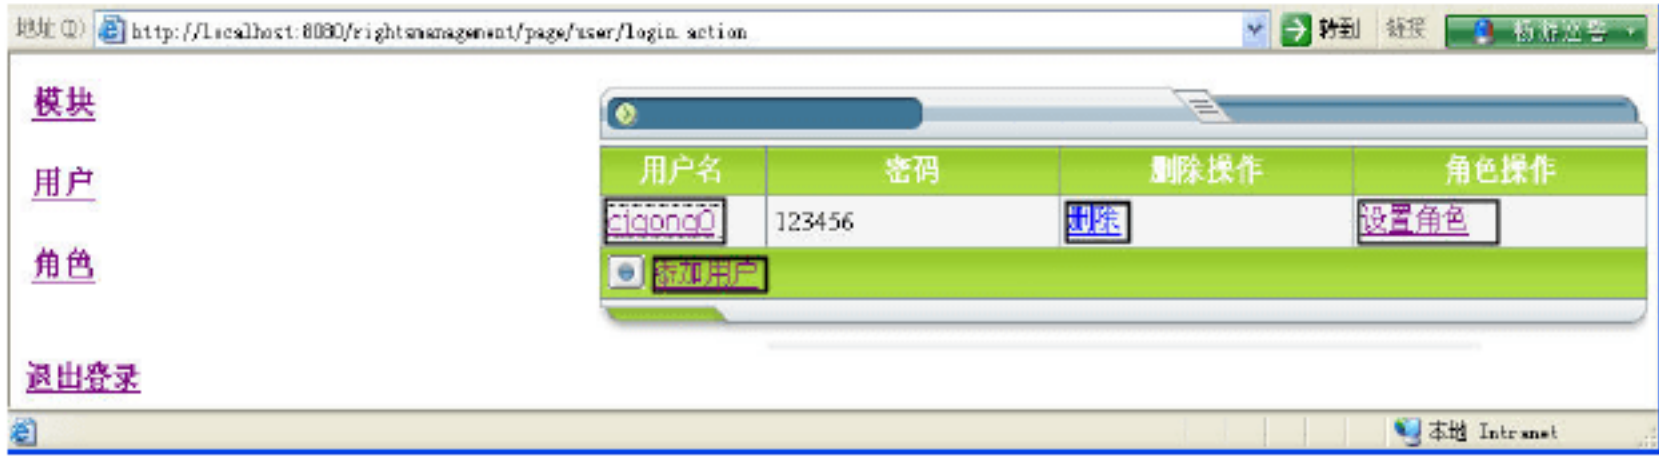 地址(D) http://localhost:8080/rightsmanagement/page/user/login.action 转到 链接
模块
用户
角色
退出登录
用户名 密码 删除操作 角色操作
cjgong0 123456 删除 设置角色
添加用户
本地 Intranet